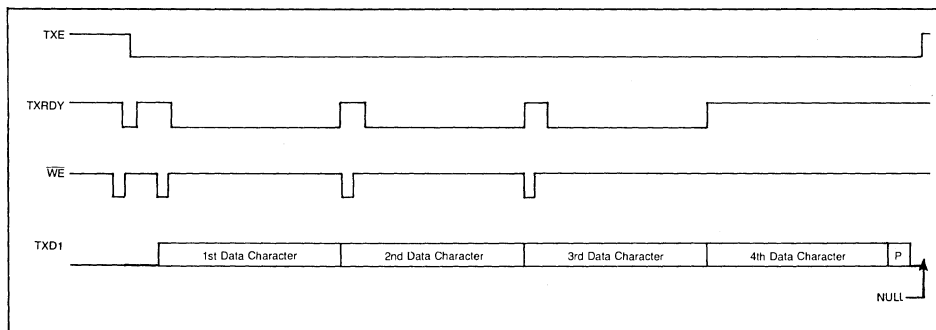 TXE
TXRDY
WE
TXD1
1st Data Character
2nd Data Character
3rd Data Character
4th Data Character
P
NULL